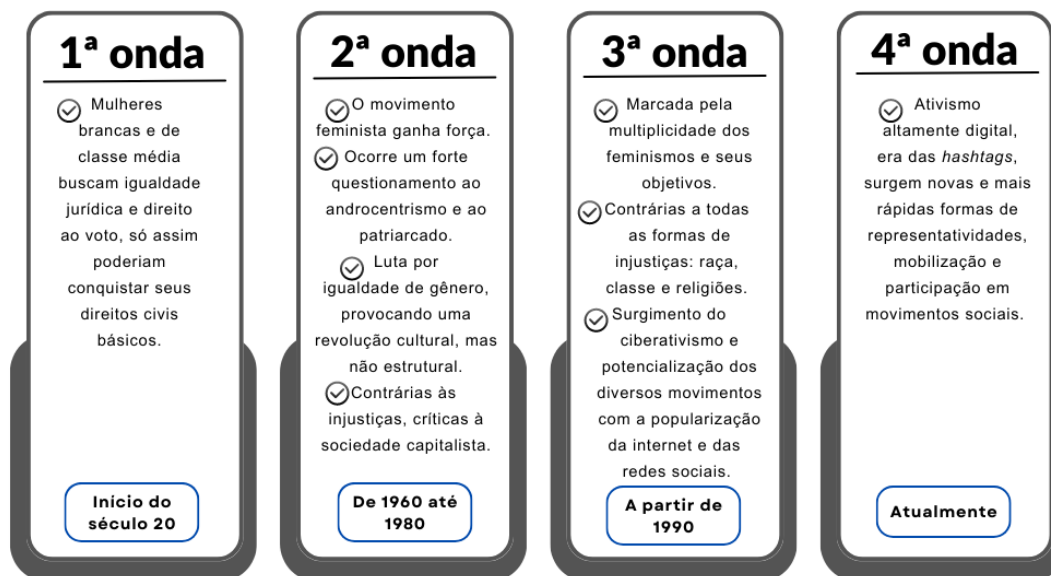 1ª onda
Mulheres
brancas e de
classe média
buscam igualdade
jurídica e direito
ao voto, só assim
poderiam
conquistar seus
direitos civis
básicos.
Início do
século 20
2ª onda
O movimento
feminista ganha força.
Ocorre um forte
questionamento ao
androcentrismo e ao
patriarcado.
Luta por
igualdade de gênero,
provocando uma
revolução cultural, mas
não estrutural.
Contrárias às
injustiças, críticas à
sociedade capitalista.
De 1960 até
1980
3ª onda
Marcada pela
multiplicidade dos
feminismos e seus
objetivos.
Contrárias a todas
as formas de
injustiças: raça,
classe e religiões.
Surgimento do
ciberativismo e
potencialização dos
diversos movimentos
com a popularização
da internet e das
redes sociais.
A partir de
1990
4ª onda
Ativismo
altamente digital,
era das hashtags,
surgem novas e mais
rápidas formas de
representatividades,
mobilização e
participação em
movimentos sociais.
Atualmente